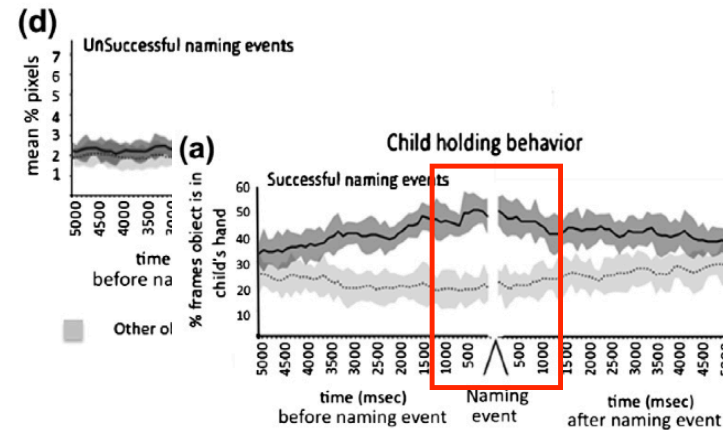 (d)
UnSuccessful naming events
mean % pixels
7
6
5
4
3
2
1
5000
4500
4000
3500
time
before na
Other ol
(a)
Child holding behavior
Successful naming events
% frames object is in
child's hand
60
50
40
30
20
10
5000 4500 4000 3500 3000 2500 2000 1500 1000 500
500 1000 1500 2000 2500 3000 3500 4000 4500
time (msec)
before naming event
Naming
event
time (msec)
after naming event